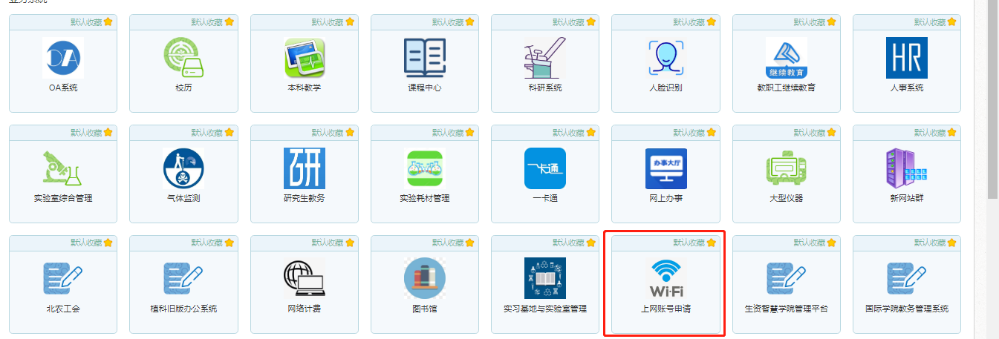 业务系统
默认收藏 默认收藏 默认收藏 默认收藏 默认收藏 默认收藏 默认收藏 默认收藏
OA 继续教育 HR
OA系统 校历 本科教学 课程中心 科研系统 人脸识别 教职工继续教育 人事系统
默认收藏 默认收藏 默认收藏 默认收藏 默认收藏 默认收藏 默认收藏 默认收藏
研 一卡通 办事大厅
实验室综合管理 气体监测 研究生教务 实验耗材管理 一卡通 网上办事 大型仪器 新网站群
默认收藏 默认收藏 默认收藏 默认收藏 默认收藏 默认收藏 默认收藏 默认收藏
Wi-Fi
北农工会 植科旧版办公系统 网络计费 图书馆 实习基地与实验室管理 上网账号申请 生资智慧学院管理平台 国际学院教务管理系统